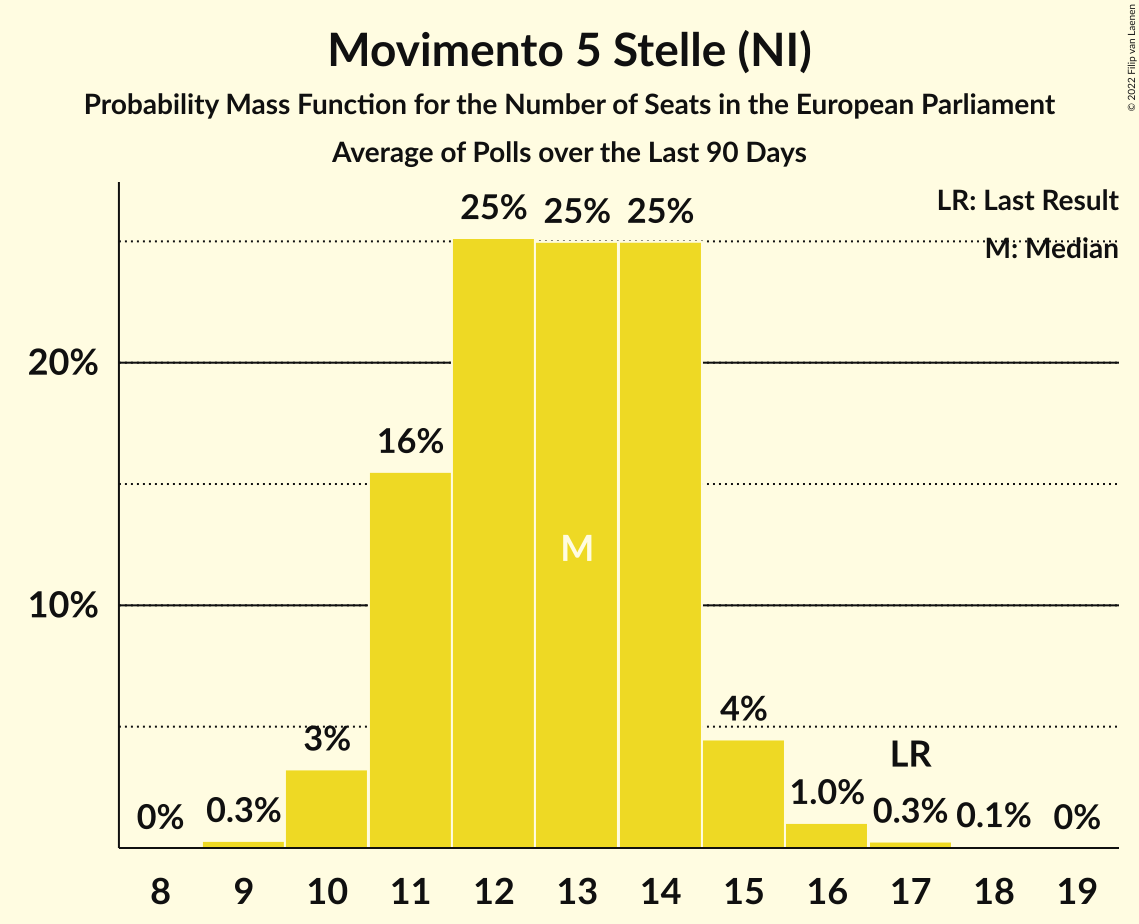 Movimento 5 Stelle (NI)
Probability Mass Function for the Number of Seats in the European Parliament
Average of Polls over the Last 90 Days
© 2022 Filip van Laenen
LR: Last Result
M: Median
25% 25% 25%
20%
16%
M
10%
4%
3%
LR
1.0%
0% 0.3% 0.3% 0.1% 0%
8 9 10 11 12 13 14 15 16 17 18 19